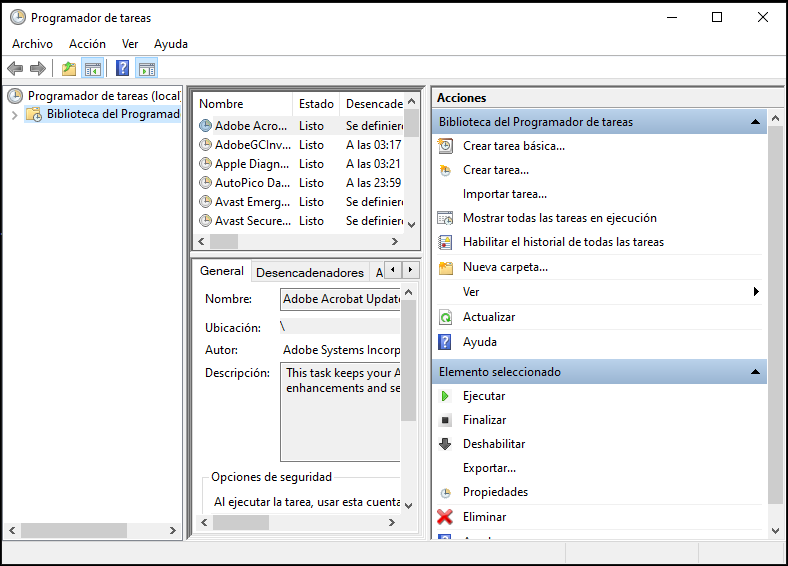 Programador de tareas
Archivo Acción Ver Ayuda
Programador de tareas (local)
Biblioteca del Programad
Nombre Estado Desencade
Adobe Acro... Listo Se definier
AdobeGCInv... Listo A las 03:17
Apple Diagn... Listo A las 03:21
AutoPico Da... Listo A las 23:59
Avast Emerg... Listo Se definier
Avast Secure... Listo Se definier
General Desencadenadores A
Nombre: Adobe Acrobat Update
Ubicación: \
Autor: Adobe Systems Incorp
Descripción: This task keeps your A
enhancements and se
Opciones de seguridad
Al ejecutar la tarea, usar esta cuenta
Acciones
Biblioteca del Programador de tareas
Crear tarea básica...
Crear tarea...
Importar tarea...
Mostrar todas las tareas en ejecución
Habilitar el historial de todas las tareas
Nueva carpeta...
Ver
Actualizar
Ayuda
Elemento seleccionado
Ejecutar
Finalizar
Deshabilitar
Exportar...
Propiedades
Eliminar